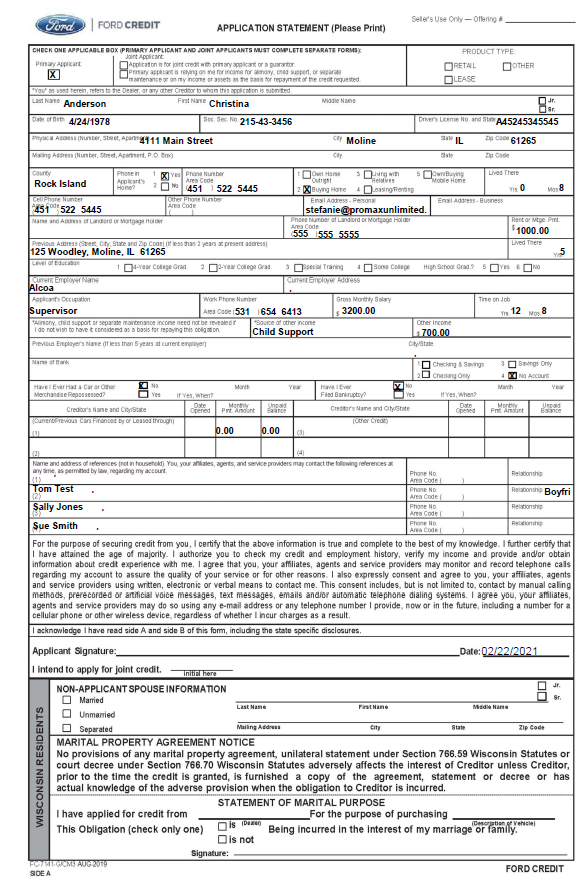 Ford
FORD CREDIT
Seller's Use Only — Offering #
APPLICATION STATEMENT (Please Print)
CHECK ONE APPLICABLE BOX (PRIMARY APPLICANT AND JOINT APPLICANTS MUST COMPLETE SEPARATE FORMS):
Primary Applicant:
X
Joint Applicant:
Application is for joint credit with primary applicant or a guarantor.
Primary applicant is relying on me for income for alimony, child support, or separate
maintenance or on my income or assets as the basis for repayment of the credit requested.
PRODUCT TYPE:
RETAIL OTHER
LEASE
"You" as used herein, refers to the Dealer, or any other Creditor to whom this application is submitted.
Last Name Anderson First Name Christina Middle Name Jr. Sr.
Date of Birth 4/24/1978 Soc. Sec. No. 215-43-3456 Driver's License No. and State A45245345545
Physical Address (Number, Street, Apartment) 4111 Main Street City Moline State IL Zip Code 61265
Mailing Address (Number, Street, Apartment, P.O. Box) City State Zip Code
County Rock Island
Phone in Applicant's Home? 1 X Yes 2 No
Phone Number Area Code (451 ) 522 5445
1 Own Home Outright 3 Living with Relatives 5 Own/Buying Mobile Home
2 X Buying Home 4 Leasing/Renting
Lived There Yrs 0 Mos 8
Cell Phone Number Area Code (451 ) 522 5445
Other Phone Number Area Code ( )
Email Address - Personal stefanie@promaxunlimited.
Email Address - Business
Name and Address of Landlord or Mortgage Holder
Phone Number of Landlord or Mortgage Holder Area Code (555 ) 555 5555
Rent or Mtge. Pmt. $ 1000.00
Previous Address (Street, City, State and Zip Code) (If less than 2 years at present address)
125 Woodley, Moline, IL 61265
Lived There Yrs 5
Level of Education 1 4-Year College Grad. 2 2-Year College Grad. 3 Special Training 4 Some College High School Grad.? 5 Yes 6 No
Current Employer Name Alcoa
Current Employer Address
Applicant's Occupation Supervisor
Work Phone Number Area Code (531 ) 654 6413
Gross Monthly Salary $ 3200.00
Time on Job Yrs 12 Mos 8
*Alimony, child support or separate maintenance income need not be revealed if
I do not wish to have it considered as a basis for repaying this obligation.
*Source of other income Child Support
Other Income $ 700.00
Previous Employer's Name (If less than 5 years at current employer) City/State
Name of Bank 1 Checking & Savings 3 Savings Only
2 Checking Only 4 X No Account
Have I Ever Had a Car or Other Merchandise Repossessed? X No Yes If Yes, When? Month Year
Have I Ever Filed Bankruptcy? X No Yes If Yes, When? Month Year
Creditor's Name and City/State Date Opened Monthly Pmt. Amount Unpaid Balance Creditor's Name and City/State Date Opened Monthly Pmt. Amount Unpaid Balance
(Current/Previous Cars Financed by or Leased through) (Other Credit)
(1) 0.00 0.00 (3)
(2) (4)
Name and address of references (not in household). You, your affiliates, agents, and service providers may contact the following references at
any time, as permitted by law, regarding my account.
(1) Phone No. Area Code ( ) Relationship
Tom Test
(2) Phone No. Area Code ( ) Relationship Boyfri
Sally Jones
(3) Phone No. Area Code ( ) Relationship
Sue Smith
For the purpose of securing credit from you, I certify that the above information is true and complete to the best of my knowledge. I further certify that
I have attained the age of majority. I authorize you to check my credit and employment history, verify my income and provide and/or obtain
information about credit experience with me. I agree that you, your affiliates, agents and service providers may monitor and record telephone calls
regarding my account to assure the quality of your service or for other reasons. I also expressly consent and agree to you, your affiliates, agents
and service providers using written, electronic or verbal means to contact me. This consent includes, but is not limited to, contact by manual calling
methods, prerecorded or artificial voice messages, text messages, emails and/or automatic telephone dialing systems. I agree that you, your affiliates,
agents and service providers may do so using any e-mail address or any telephone number I provide, now or in the future, including a number for a
cellular phone or other wireless device, regardless of whether I incur charges as a result.
I acknowledge I have read side A and side B of this form, including the state specific disclosures.
Applicant Signature: Date: 02/22/2021
I intend to apply for joint credit. initial here
WISCONSIN RESIDENTS
NON-APPLICANT SPOUSE INFORMATION Jr. Sr.
Married
Last Name First Name Middle Name
Unmarried
Separated
Mailing Address City State Zip Code
MARITAL PROPERTY AGREEMENT NOTICE
No provisions of any marital property agreement, unilateral statement under Section 766.59 Wisconsin Statutes or
court decree under Section 766.70 Wisconsin Statutes adversely affects the interest of Creditor unless Creditor,
prior to the time the credit is granted, is furnished a copy of the agreement, statement or decree or has
actual knowledge of the adverse provision when the obligation to Creditor is incurred.
STATEMENT OF MARITAL PURPOSE
I have applied for credit from For the purpose of purchasing
(Dealer) (Description of Vehicle)
This Obligation (check only one) is Being incurred in the interest of my marriage or family.
is not
Signature:
FC-7141-G/CM3 AUG-2019
SIDE A
FORD CREDIT